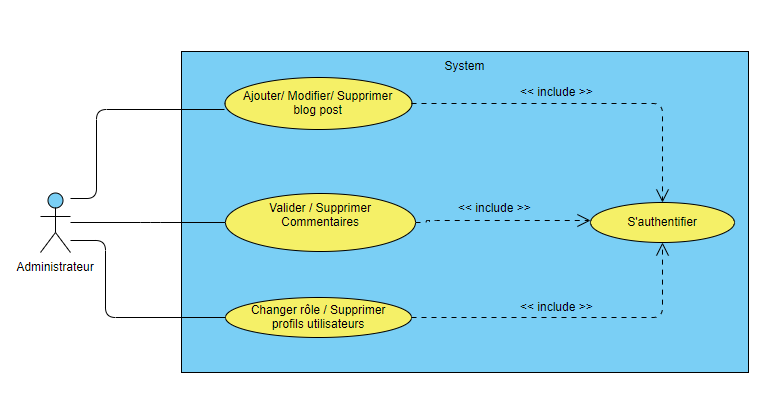 System
Ajouter/ Modifier/ Supprimer
blog post
<< include >>
Valider / Supprimer
Commentaires
<< include >>
S'authentifier
Administrateur
Changer rôle / Supprimer
profils utilisateurs
<< include >>